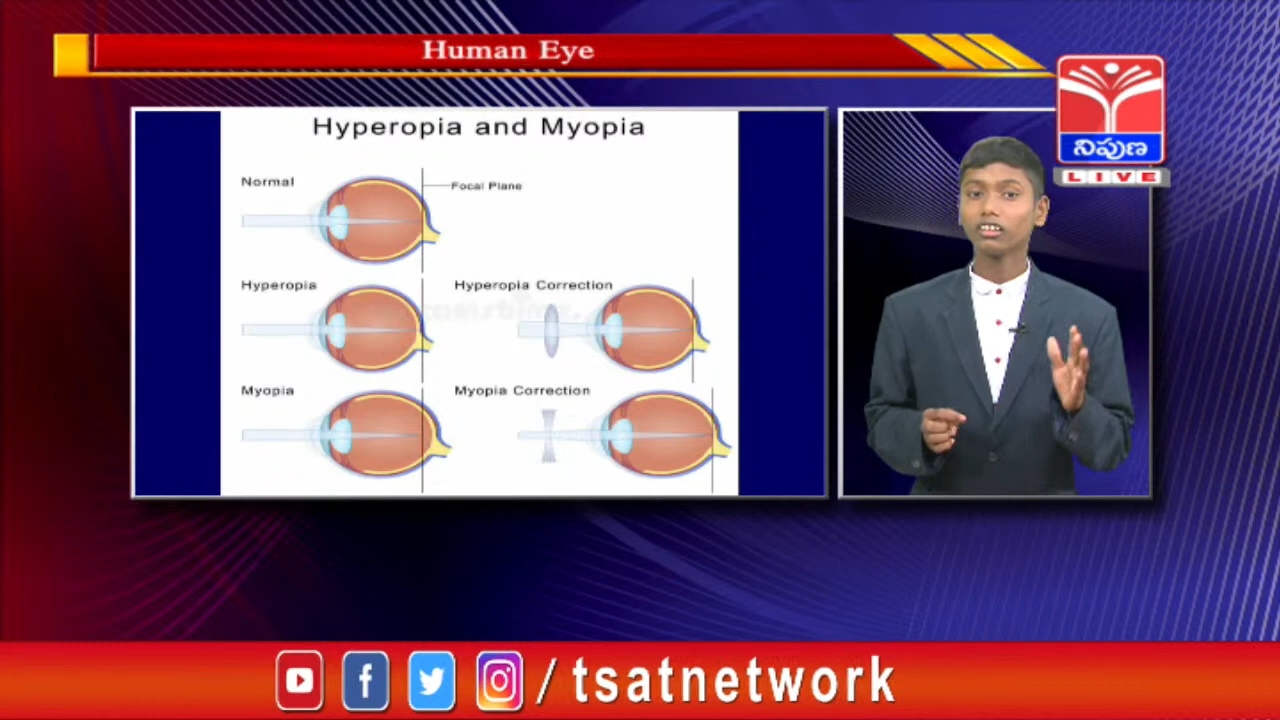 Human Eye
నిపుణ
LIVE
Hyperopia and Myopia
Normal
Focal Plane
Hyperopia
Hyperopia Correction
Myopia
Myopia Correction
/ tsatnetwork